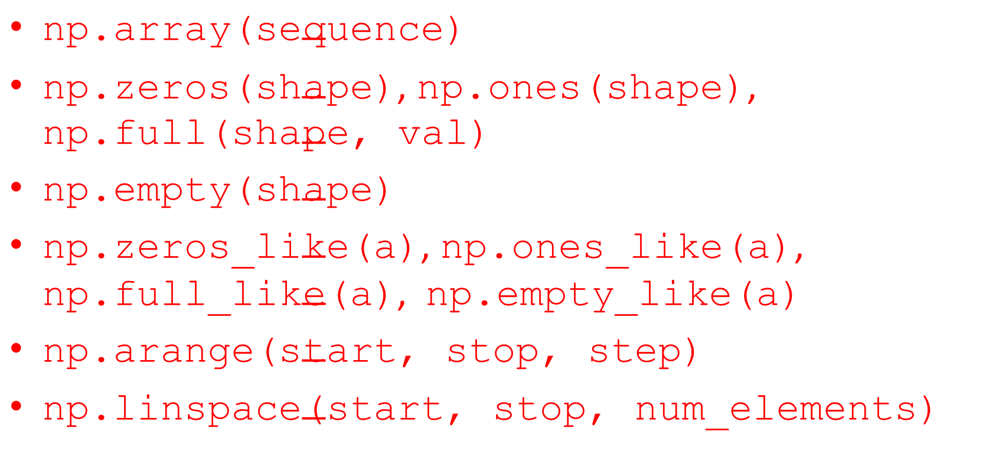 • np.array(sequence)
• np.zeros(shape),np.ones(shape),
np.full(shape, val)
• np.empty(shape)
• np.zeros_like(a),np.ones_like(a),
np.full_like(a), np.empty_like(a)
• np.arange(start, stop, step)
• np.linspace(start, stop, num_elements)